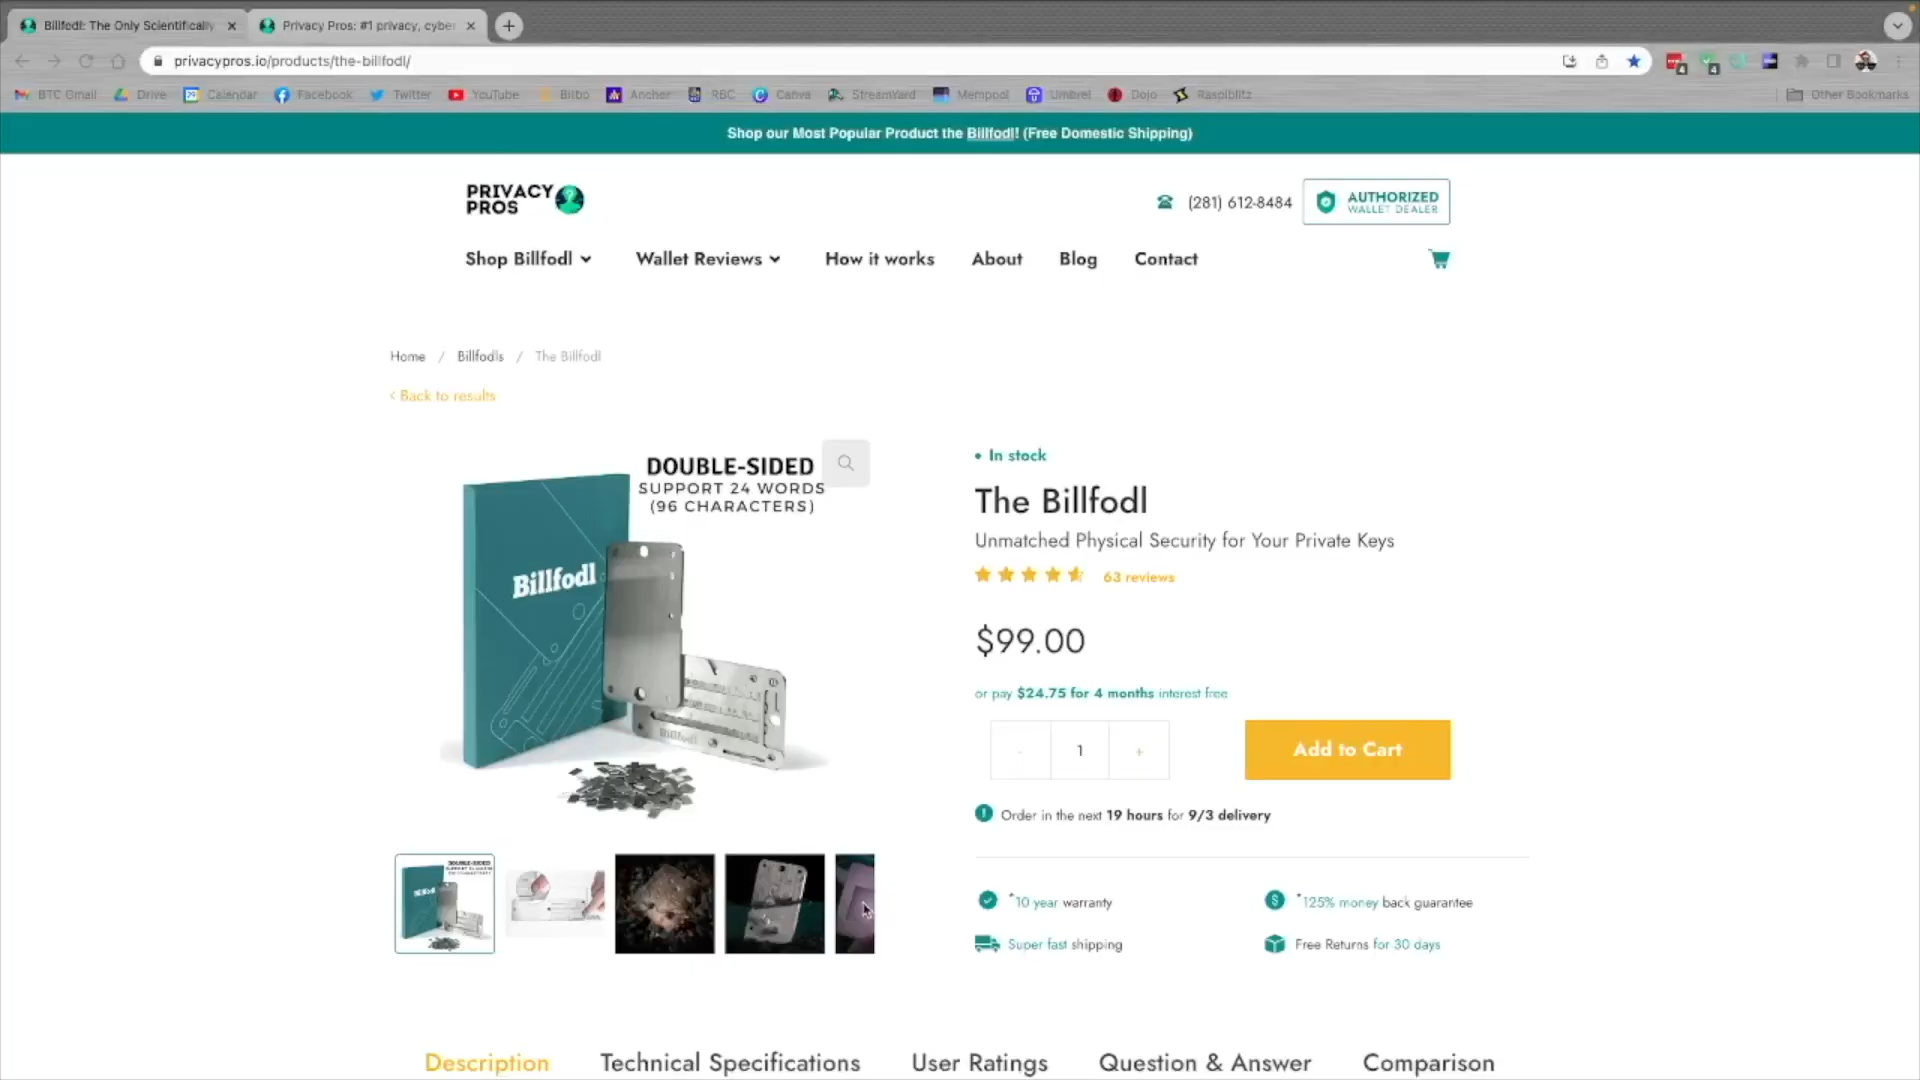 Billfodl: The Only Scientifically
Privacy Pros: #1 privacy, cyber
privacypros.io/products/the-billfodl/
BTC Gmail
Drive
Calendar
Facebook
Twitter
YouTube
Bitbo
Anchor
RBC
Canva
StreamYard
Mempool
Umbrel
Dojo
Raspiblitz
Other Bookmarks
Shop our Most Popular Product the Billfodl! (Free Domestic Shipping)
PRIVACY
PROS
(281) 612-8484
AUTHORIZED
WALLET DEALER
Shop Billfodl
Wallet Reviews
How it works
About
Blog
Contact
Home / Billfodls / The Billfodl
< Back to results
DOUBLE-SIDED
SUPPORT 24 WORDS
(96 CHARACTERS)
Billfodl
Billfodl
• In stock
The Billfodl
Unmatched Physical Security for Your Private Keys
63 reviews
$99.00
or pay $24.75 for 4 months interest free
- 1 +
Add to Cart
Order in the next 19 hours for 9/3 delivery
*10 year warranty
*125% money back guarantee
Super fast shipping
Free Returns for 30 days
Description
Technical Specifications
User Ratings
Question & Answer
Comparison